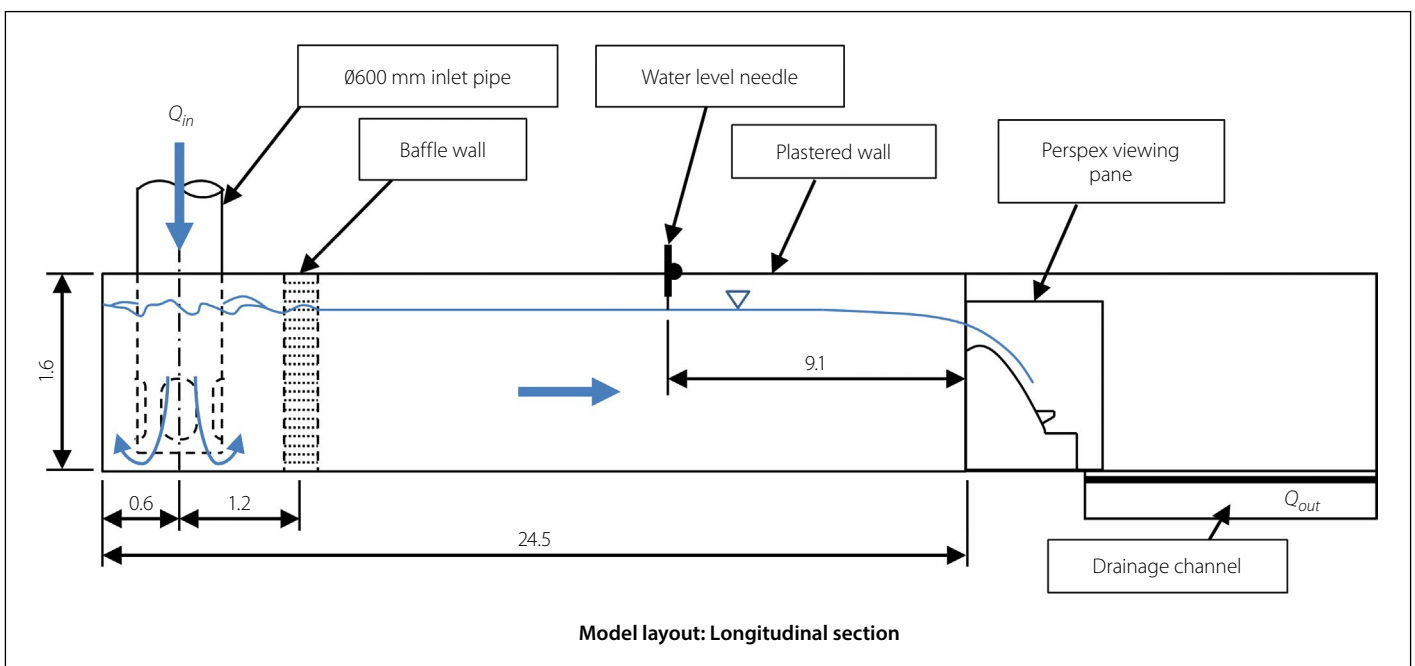 Ø600 mm inlet pipe
Water level needle
Q_in
Baffle wall
Plastered wall
Perspex viewing
pane
1.6
9.1
0.6
1.2
Q_out
24.5
Drainage channel
Model layout: Longitudinal section